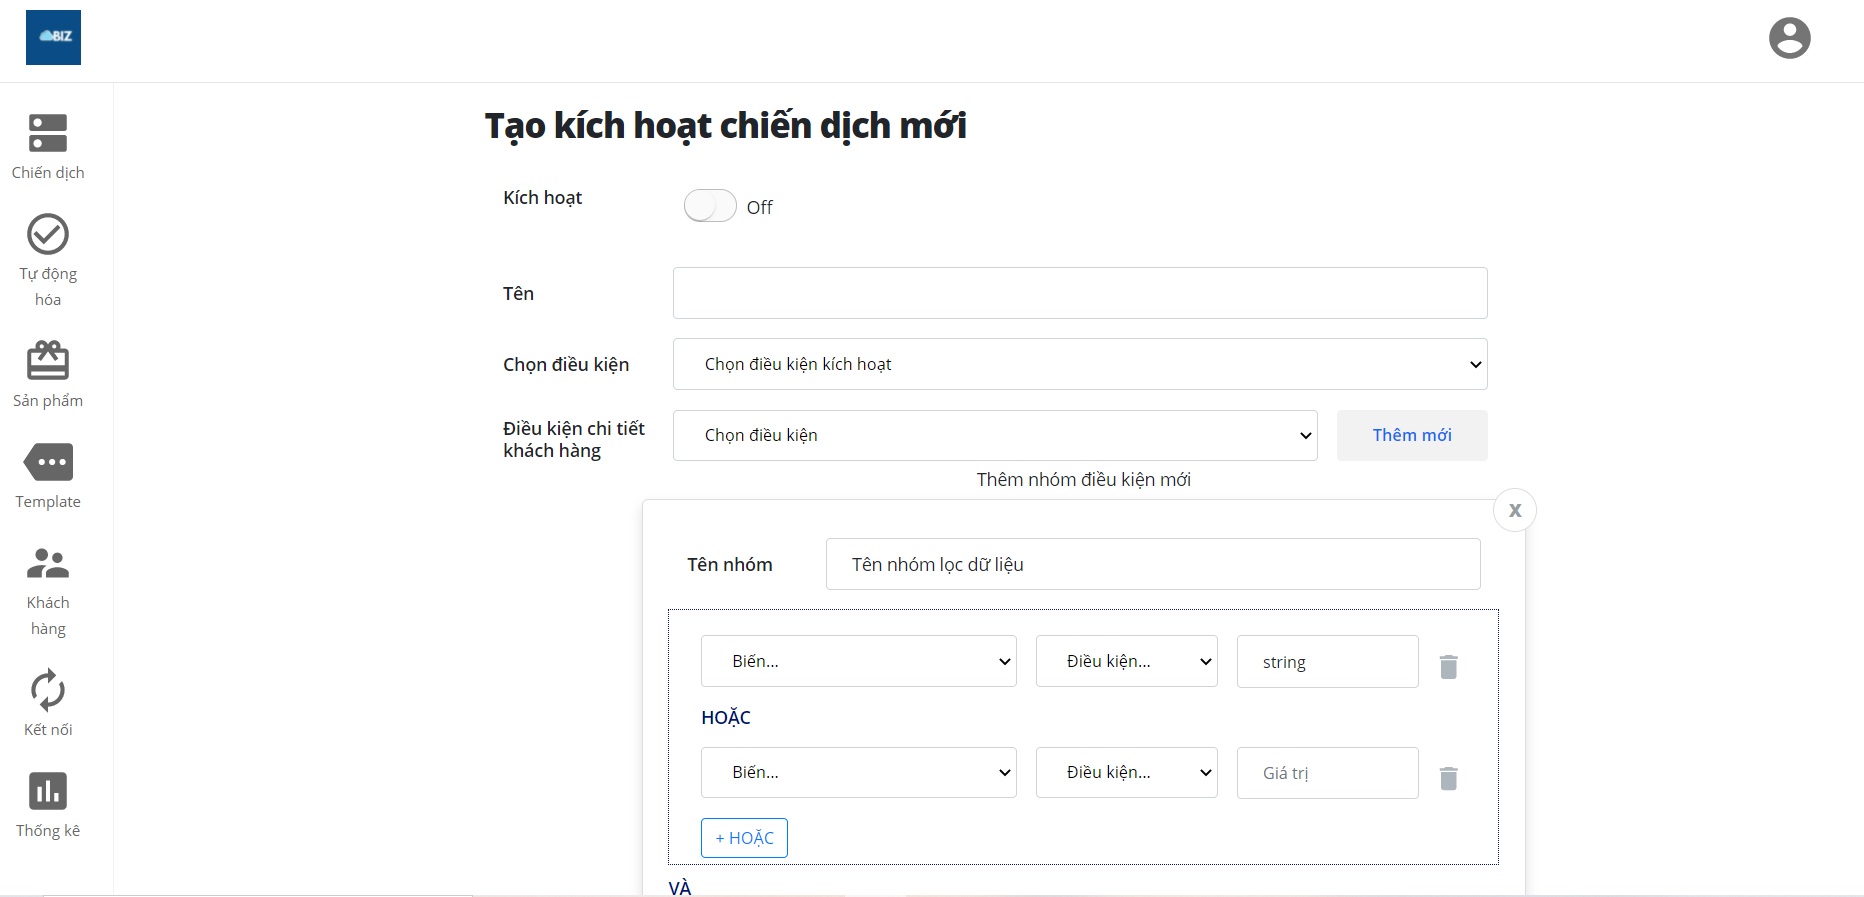 BIZ
Tạo kích hoạt chiến dịch mới
Chiến dịch
Tự động
hóa
Sản phẩm
Template
Khách
hàng
Kết nối
Thống kê
Kích hoạt
Off
Tên
Chọn điều kiện
Chọn điều kiện kích hoạt
Điều kiện chi tiết
khách hàng
Chọn điều kiện
Thêm mới
Thêm nhóm điều kiện mới
X
Tên nhóm
Tên nhóm lọc dữ liệu
Biến...
Điều kiện...
string
HOẶC
Biến...
Điều kiện...
Giá trị
+ HOẶC
VÀ